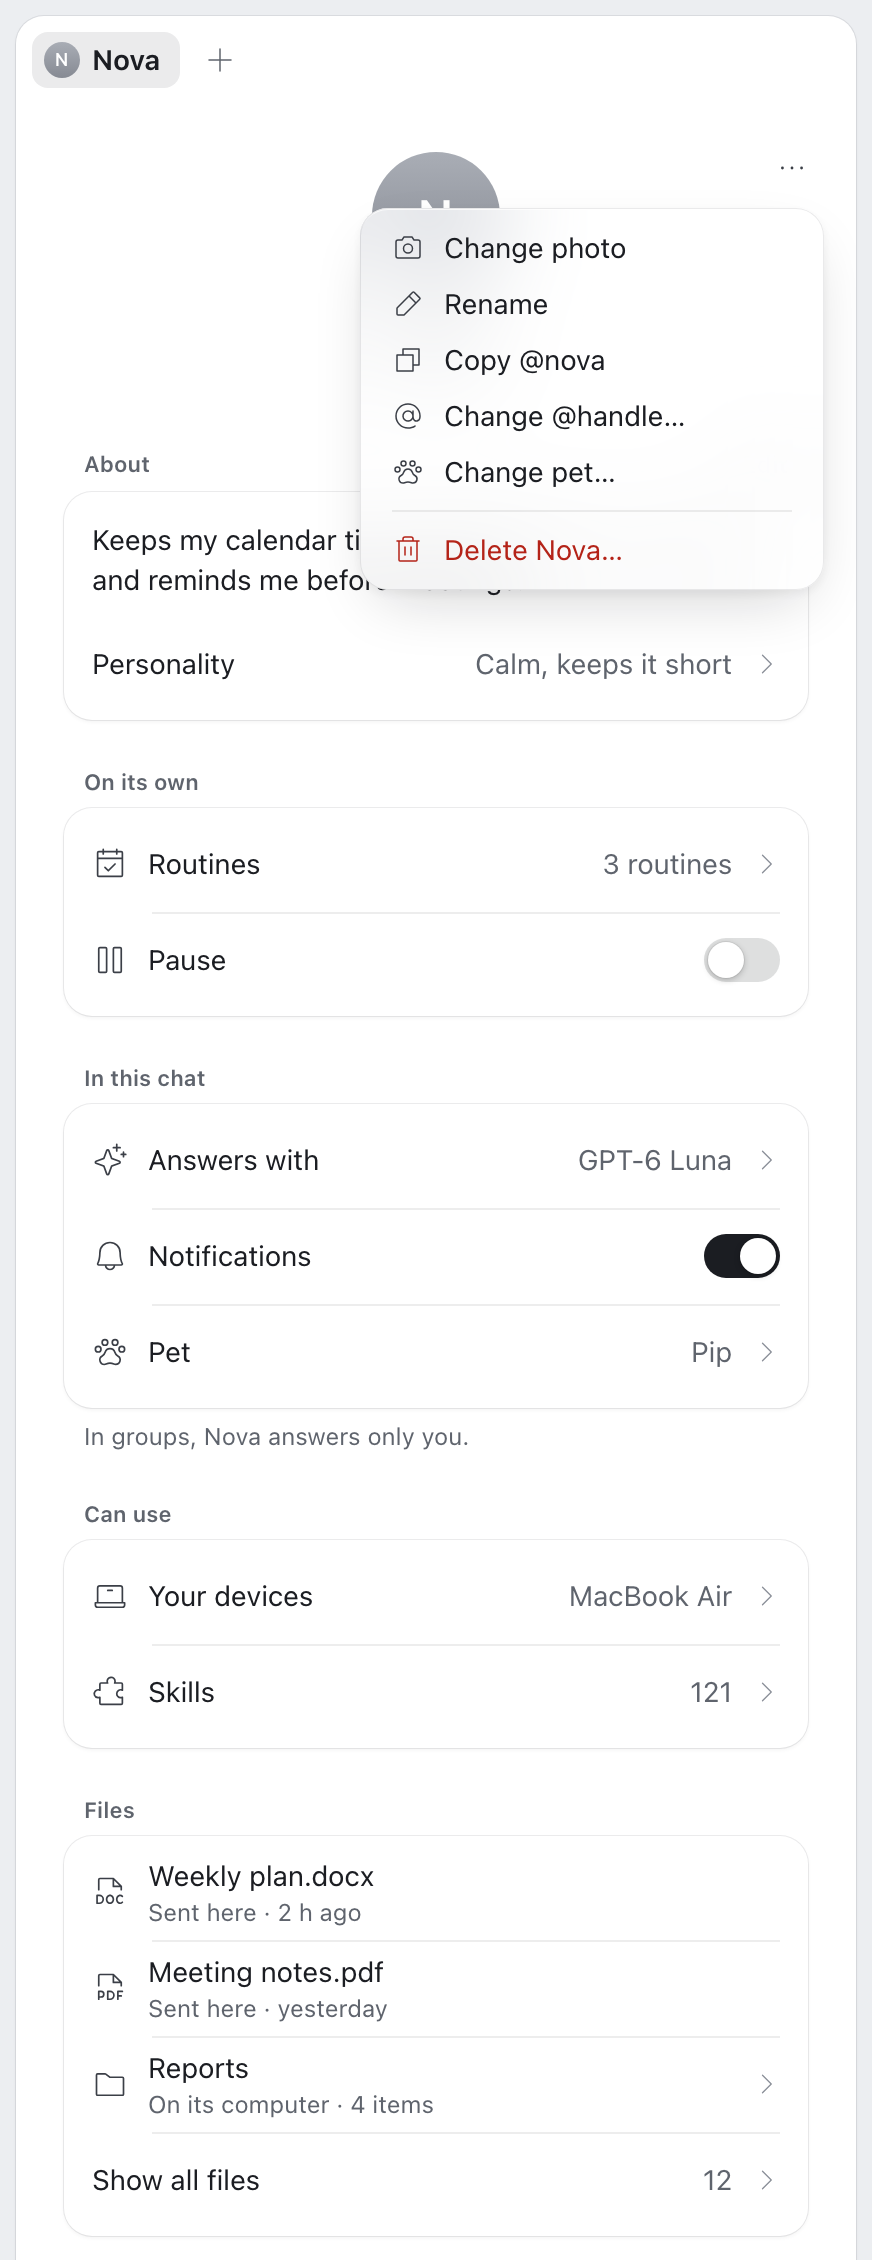 N Nova
...
Change photo
Rename
Copy @nova
Change @handle...
Change pet...
Delete Nova...
About
Keeps my calendar
and reminds me
Personality Calm, keeps it short
On its own
Routines 3 routines
Pause
In this chat
Answers with GPT-6 Luna
Notifications
Pet Pip
In groups, Nova answers only you.
Can use
Your devices MacBook Air
Skills 121
Files
DOC
Weekly plan.docx
Sent here · 2 h ago
PDF
Meeting notes.pdf
Sent here · yesterday
Reports
On its computer · 4 items
Show all files 12